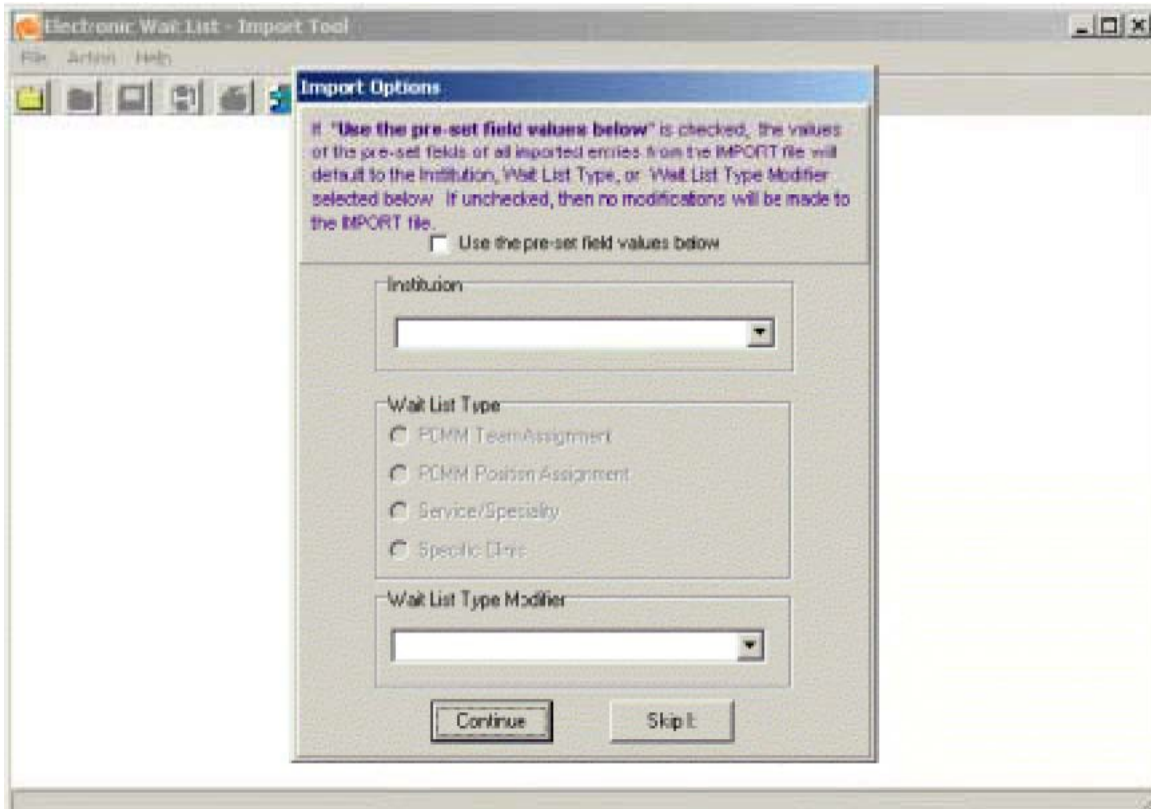 Electronic Wait List - Import Tool
File Action Help
Import Options
If "Use the pre-set field values below" is checked, the values
of the pre-set fields of all imported entries from the IMPORT file will
default to the Institution, Wait List Type, or Wait List Type Modifier
selected below. If unchecked, then no modifications will be made to
the IMPORT file.
Use the pre-set field values below
Institution
Wait List Type
PCMM Team Assignment
PCMM Position Assignment
Service/Speciality
Specific Clinic
Wait List Type Modifier
Continue
Skip It